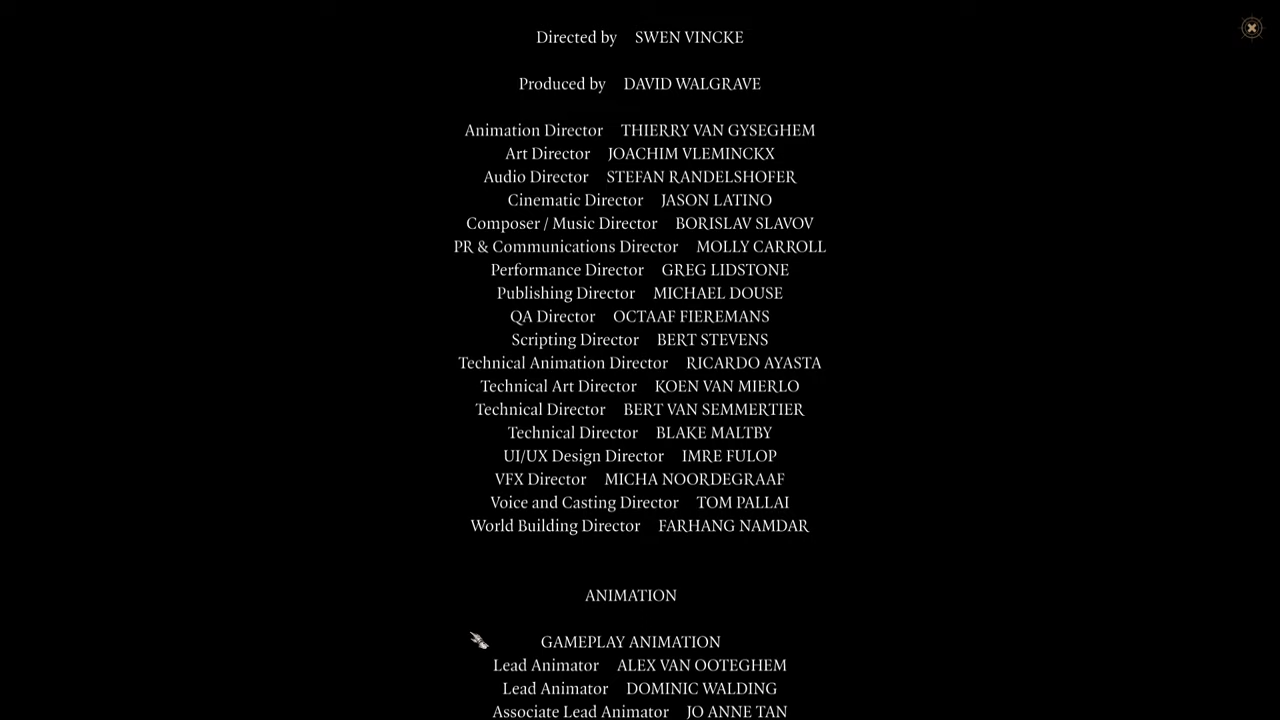 Directed by SWEN VINCKE
Produced by DAVID WALGRAVE
Animation Director THIERRY VAN GYSEGHEM
Art Director JOACHIM VLEMINCKX
Audio Director STEFAN RANDELSHOFER
Cinematic Director JASON LATINO
Composer / Music Director BORISLAV SLAVOV
PR & Communications Director MOLLY CARROLL
Performance Director GREG LIDSTONE
Publishing Director MICHAEL DOUSE
QA Director OCTAAF FIEREMANS
Scripting Director BERT STEVENS
Technical Animation Director RICARDO AYASTA
Technical Art Director KOEN VAN MIERLO
Technical Director BERT VAN SEMMERTIER
Technical Director BLAKE MALTBY
UI/UX Design Director IMRE FULOP
VFX Director MICHA NOORDEGRAAF
Voice and Casting Director TOM PALLAI
World Building Director FARHANG NAMDAR
ANIMATION
GAMEPLAY ANIMATION
Lead Animator ALEX VAN OOTEGHEM
Lead Animator DOMINIC WALDING
Associate Lead Animator JO ANNE TAN